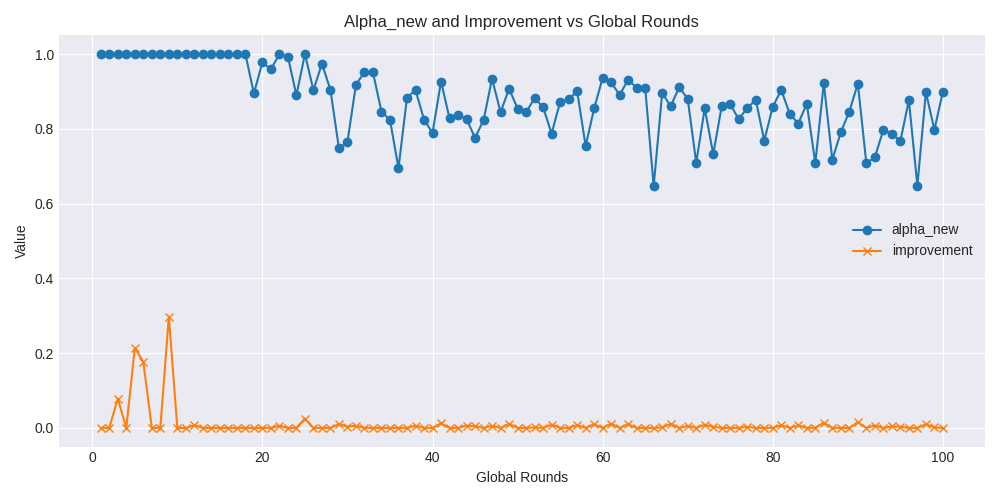 Alpha_new and Improvement vs Global Rounds
Value
1.0
0.8
0.6
0.4
0.2
0.0
alpha_new
improvement
0 20 40 60 80 100
Global Rounds